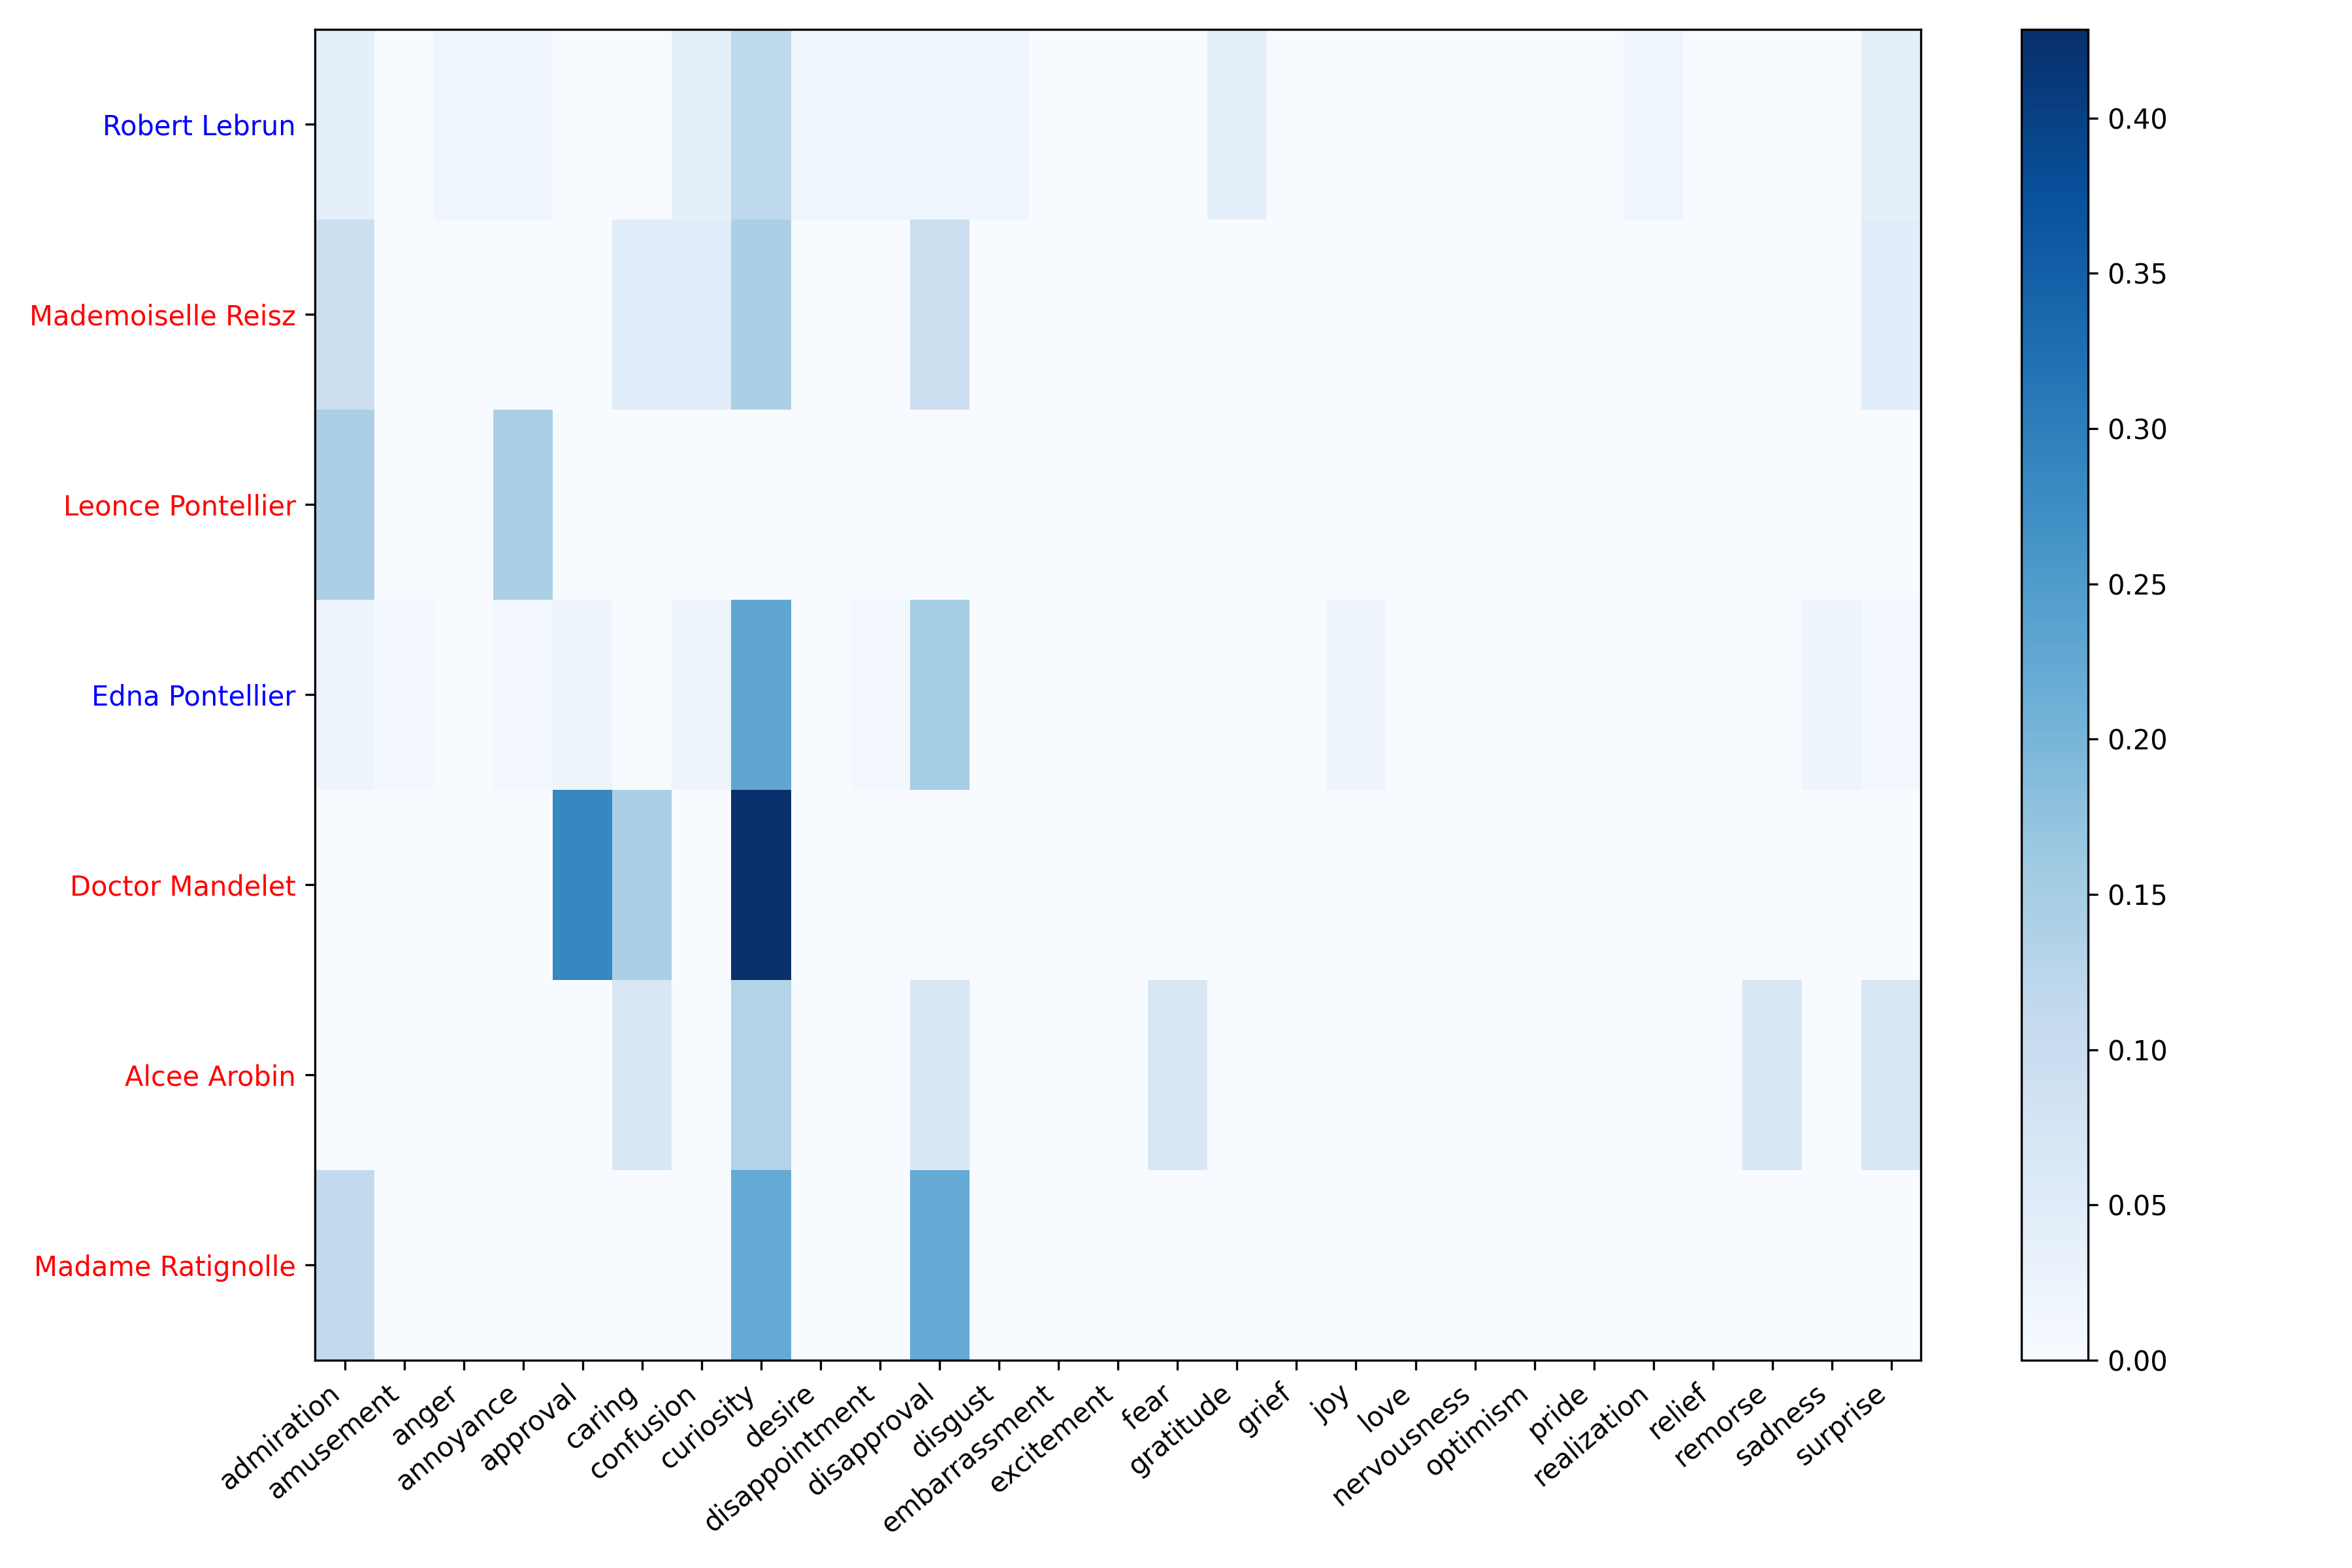 Robert Lebrun
Mademoiselle Reisz
Leonce Pontellier
Edna Pontellier
Doctor Mandelet
Alcee Arobin
Madame Ratignolle
admiration
amusement
anger
annoyance
approval
caring
confusion
curiosity
desire
disappointment
disapproval
disgust
embarrassment
excitement
fear
gratitude
grief
joy
love
nervousness
optimism
pride
realization
relief
remorse
sadness
surprise
0.40
0.35
0.30
0.25
0.20
0.15
0.10
0.05
0.00